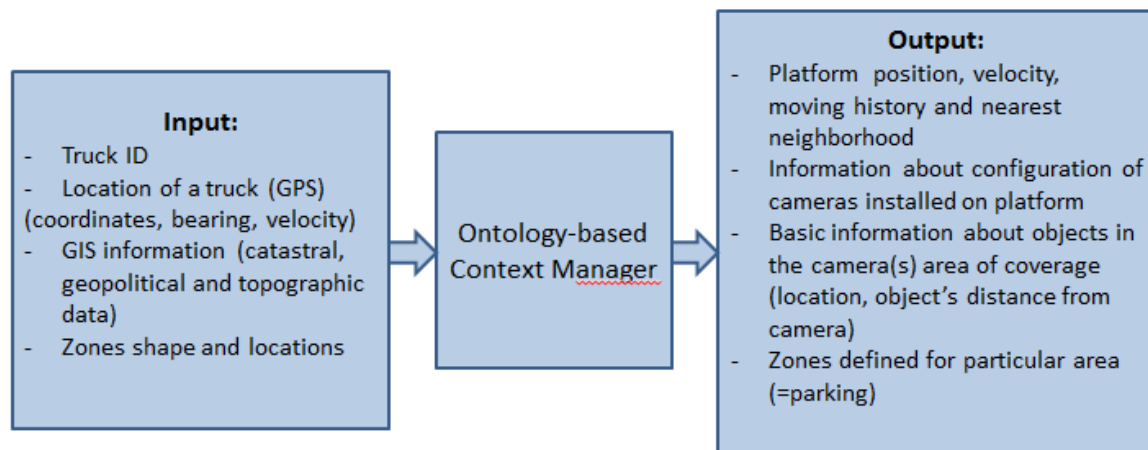 Input:
- Truck ID
- Location of a truck (GPS)
(coordinates, bearing, velocity)
- GIS information (catastral,
geopolitical and topographic
data)
- Zones shape and locations
Ontology-based
Context Manager
Output:
- Platform position, velocity,
moving history and nearest
neighborhood
- Information about configuration of
cameras installed on platform
- Basic information about objects in
the camera(s) area of coverage
(location, object's distance from
camera)
- Zones defined for particular area
(=parking)